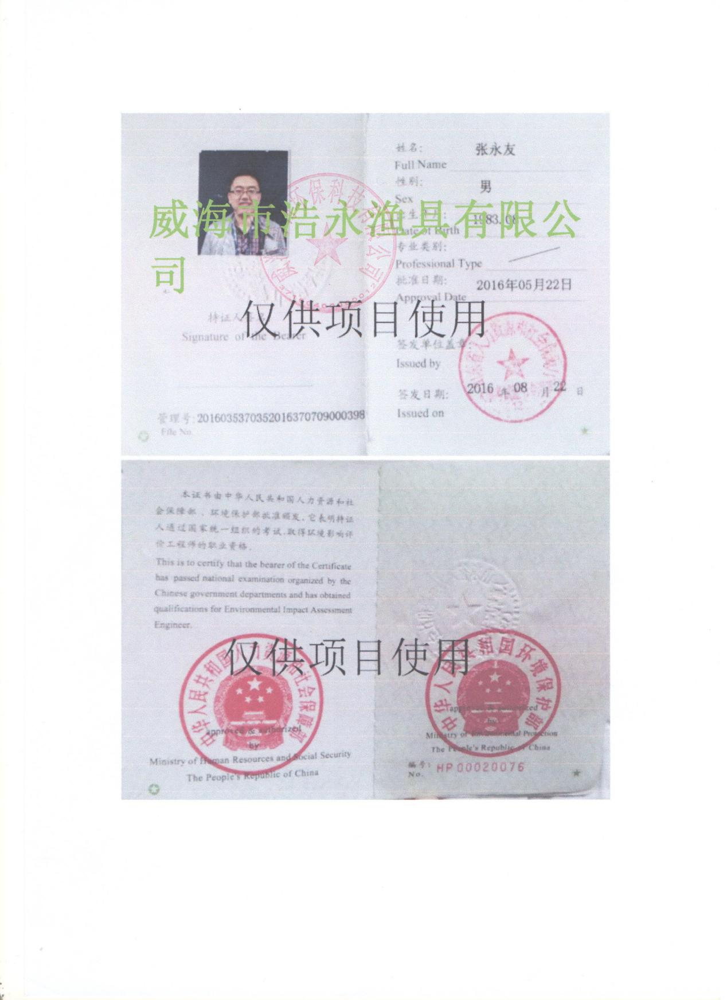 姓名： 张永友
Full Name
性别： 男
Sex
威海市浩永渔具有限公
司
1983.08
Date of Birth
专业类别：
Professional Type
批准日期： 2016年05月22日
Approval Date
仅供项目使用
持证人签名
Signature of the Bearer
签发单位盖章：
Issued by
签发日期： 2016 年 08 月 22 日
Issued on
管理号：2016035370352016370709000398
File No.
本证书由中华人民共和国人力资源和社
会保障部、环境保护部批准颁发。它表明持证
人通过国家统一组织的考试，取得环境影响评
价工程师的职业资格。
This is to certify that the bearer of the Certificate
has passed national examination organized by the
Chinese government departments and has obtained
qualifications for Environmental Impact Assessment
Engineer.
仅供项目使用
中华人民共和国人力资源和社会保障部
approved & authorized
by
Ministry of Human Resources and Social Security
The People's Republic of China
中华人民共和国环境保护部
approved & authorized
by
Ministry of Environmental Protection
The People's Republic of China
编号： HP 00020076
No.